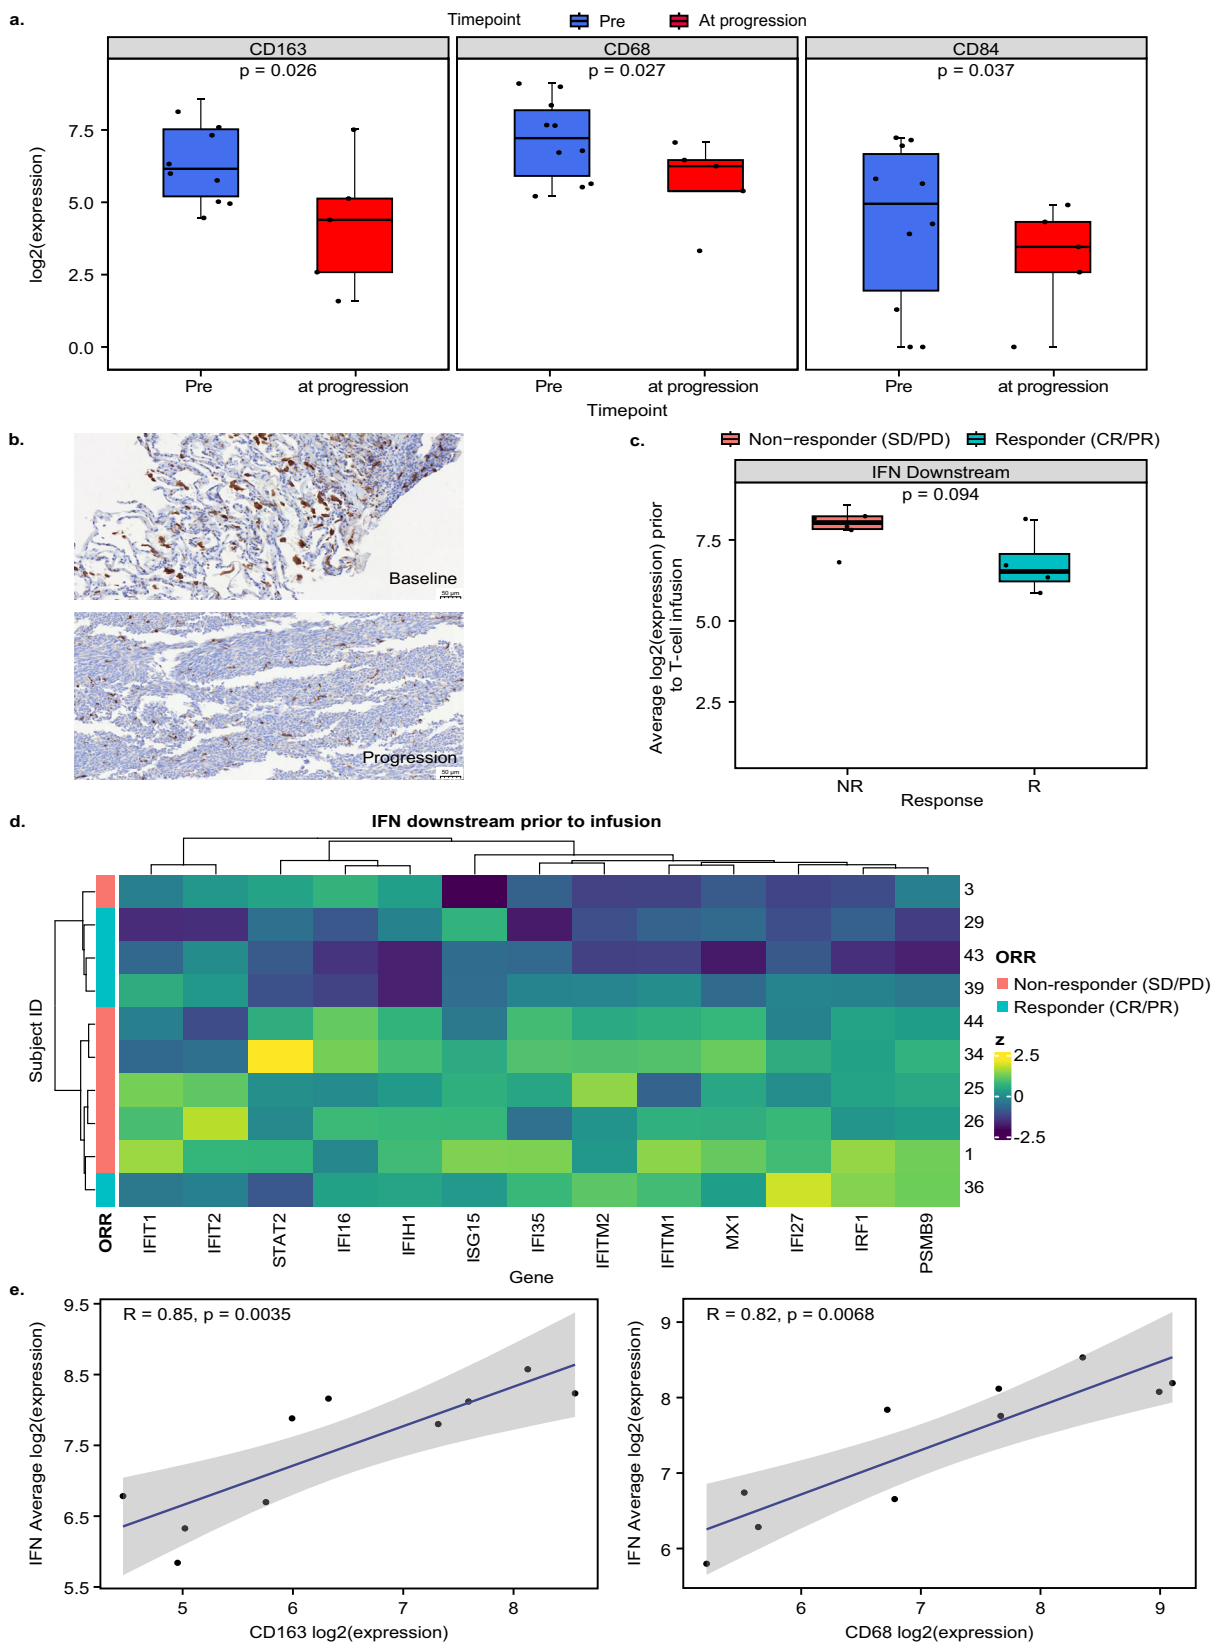 a.
Timepoint Pre At progression
CD163 CD68 CD84
p = 0.026 p = 0.027 p = 0.037
log2(expression)
7.5
5.0
2.5
0.0
Pre at progression Pre at progression Pre at progression
Timepoint
b.
Baseline
50 µm
Progression
50 µm
c.
Non−responder (SD/PD) Responder (CR/PR)
IFN Downstream
p = 0.094
Average log2(expression) prior
to T-cell infusion
7.5
5.0
2.5
NR R
Response
d.
IFN downstream prior to infusion
Subject ID
3
29
43
39
44
34
25
26
1
36
ORR
Non-responder (SD/PD)
Responder (CR/PR)
z
2.5
0
-2.5
ORR IFIT1 IFIT2 STAT2 IFI16 IFIH1 ISG15 IFI35 IFITM2 IFITM1 MX1 IFI27 IRF1 PSMB9
Gene
e.
R = 0.85, p = 0.0035
IFN Average log2(expression)
9.5
8.5
7.5
6.5
5.5
5 6 7 8
CD163 log2(expression)
R = 0.82, p = 0.0068
IFN Average log2(expression)
9
8
7
6
6 7 8 9
CD68 log2(expression)